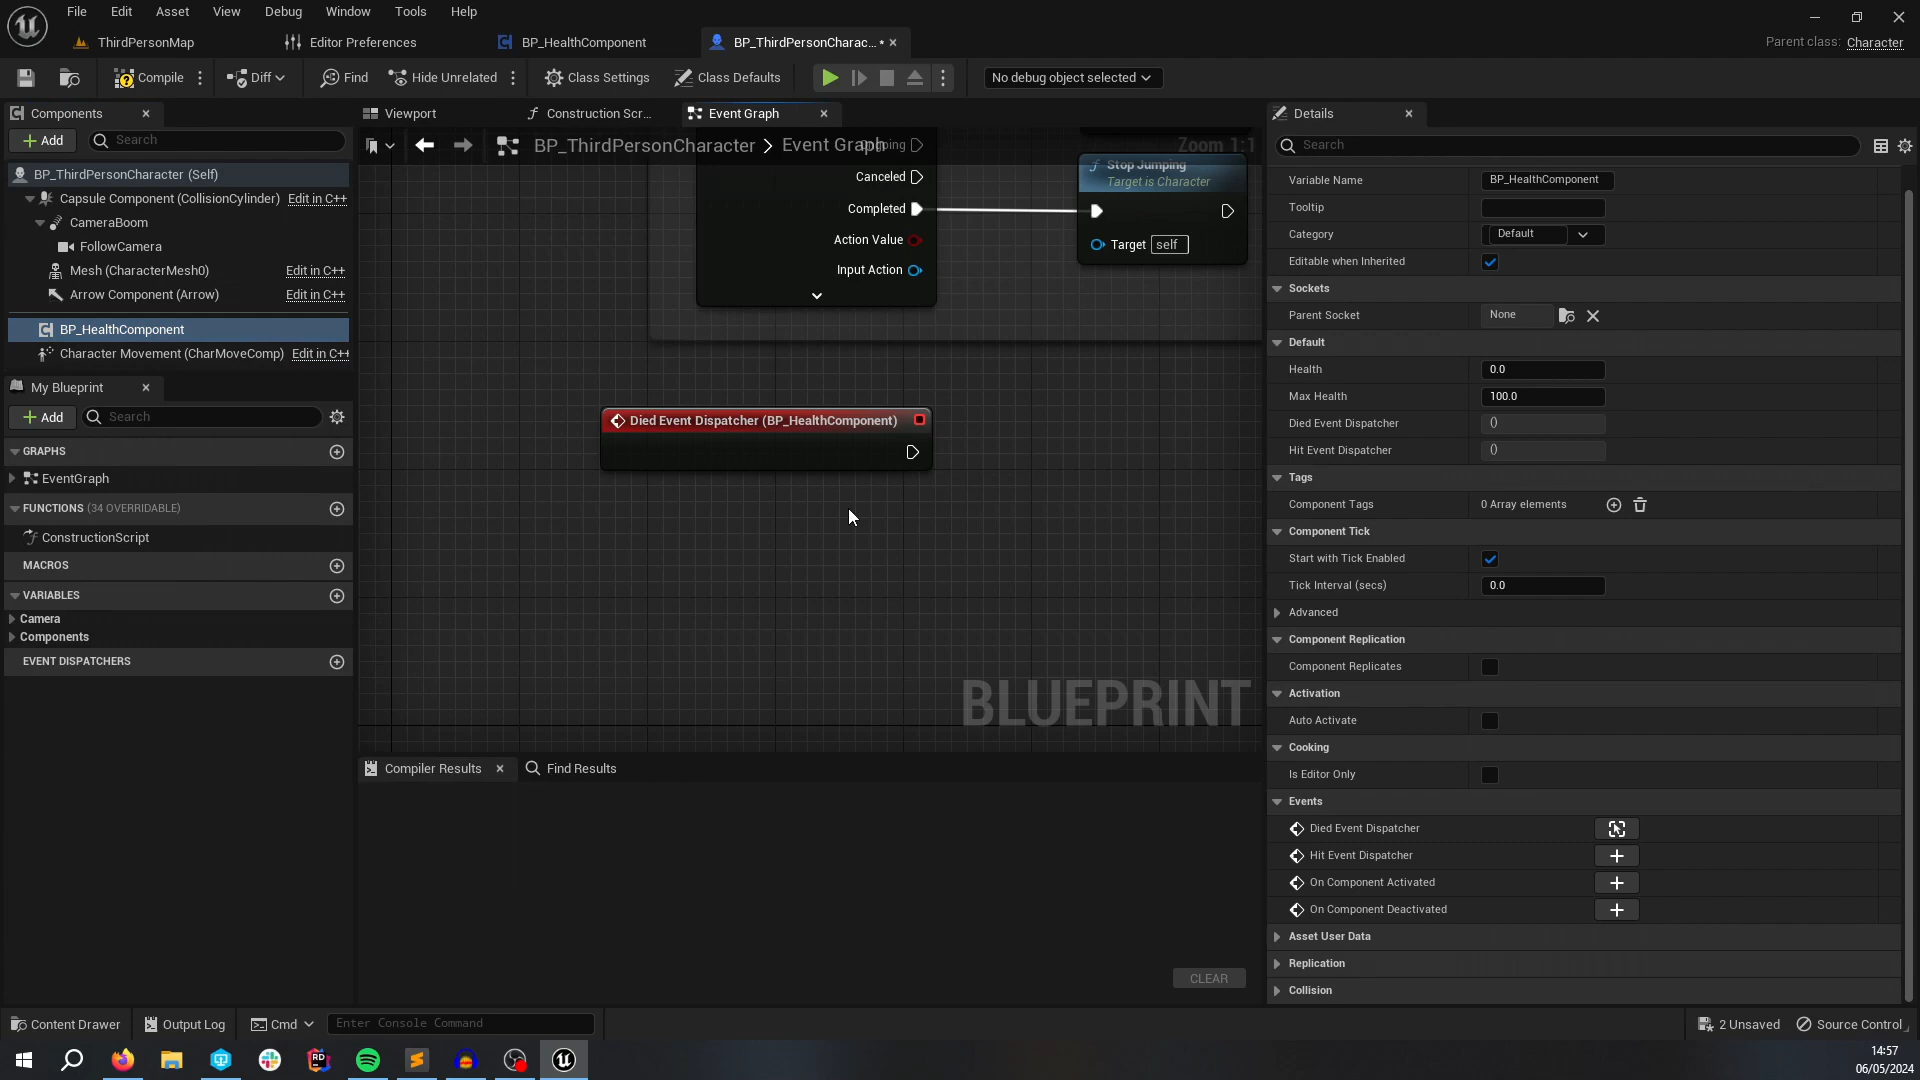 File Edit Asset View Debug Window Tools Help
ThirdPersonMap Editor Preferences BP_HealthComponent BP_ThirdPersonCharac... •
Parent class: Character
Compile Diff Find Hide Unrelated Class Settings Class Defaults No debug object selected
Components
Add Search
BP_ThirdPersonCharacter (Self)
Capsule Component (CollisionCylinder) Edit in C++
CameraBoom
FollowCamera
Mesh (CharacterMesh0) Edit in C++
Arrow Component (Arrow) Edit in C++
BP_HealthComponent
Character Movement (CharMoveComp) Edit in C++
My Blueprint
Add Search
GRAPHS
EventGraph
FUNCTIONS (34 OVERRIDABLE)
ConstructionScript
MACROS
VARIABLES
Camera
Components
EVENT DISPATCHERS
Viewport Construction Scr... Event Graph
BP_ThirdPersonCharacter > Event Graph
Zoom 1:1
Ongoing
Canceled
Completed
Action Value
Input Action
Stop Jumping
Target is Character
Target self
Died Event Dispatcher (BP_HealthComponent)
BLUEPRINT
Compiler Results Find Results
CLEAR
Details
Search
Variable Name BP_HealthComponent
Tooltip
Category Default
Editable when Inherited
Sockets
Parent Socket None
Default
Health 0.0
Max Health 100.0
Died Event Dispatcher ()
Hit Event Dispatcher ()
Tags
Component Tags 0 Array elements
Component Tick
Start with Tick Enabled
Tick Interval (secs) 0.0
Advanced
Component Replication
Component Replicates
Activation
Auto Activate
Cooking
Is Editor Only
Events
Died Event Dispatcher
Hit Event Dispatcher
On Component Activated
On Component Deactivated
Asset User Data
Replication
Collision
Content Drawer Output Log Cmd Enter Console Command 2 Unsaved Source Control
14:57
06/05/2024